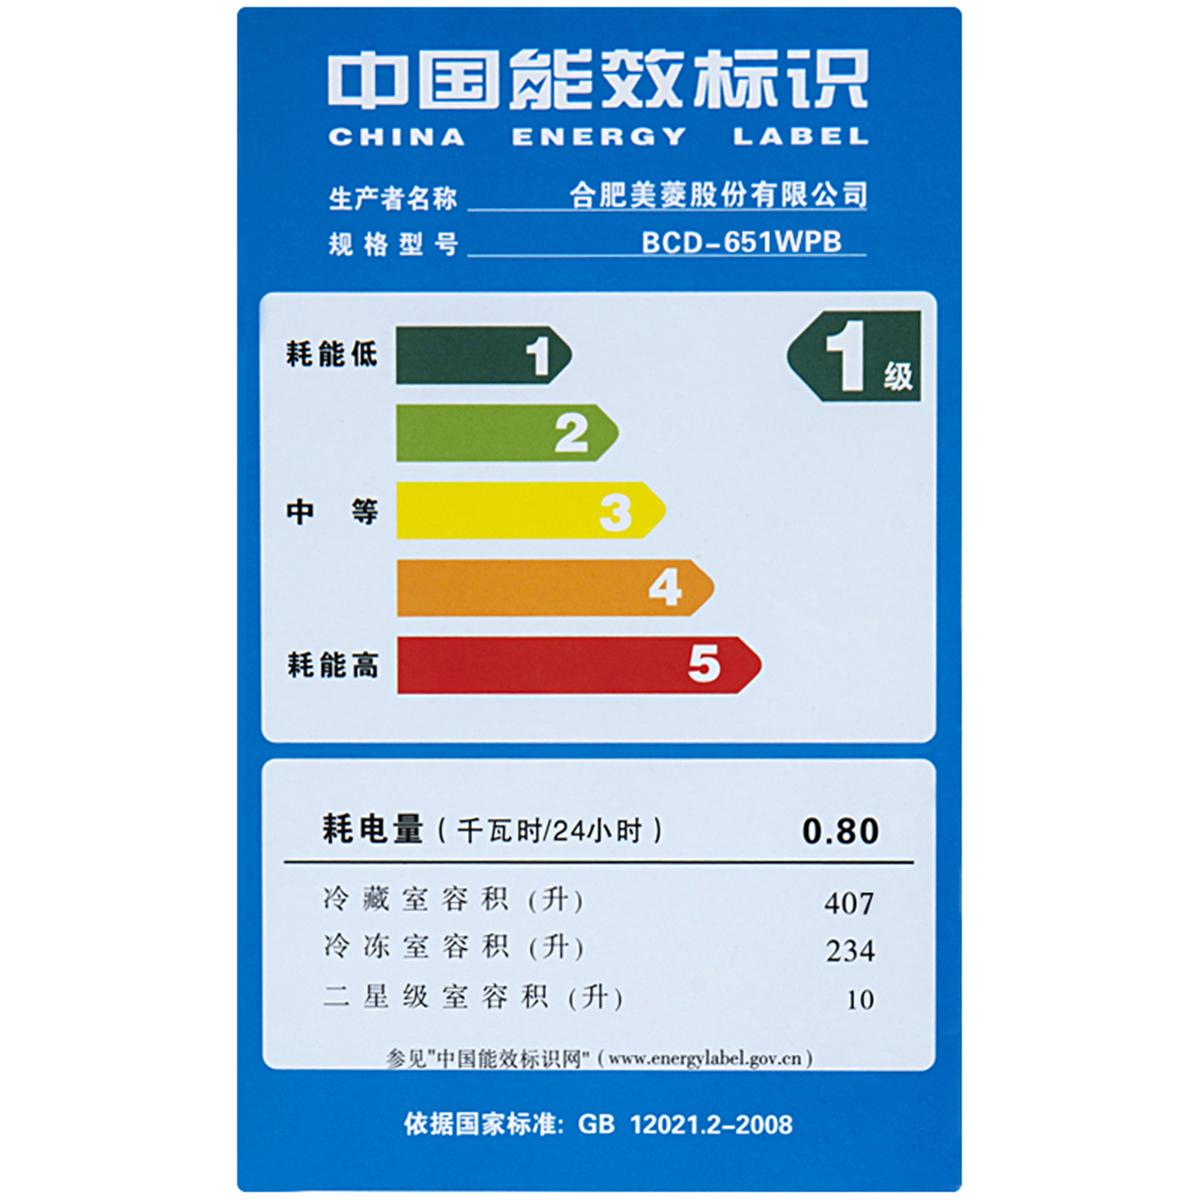 中国能效标识
CHINA ENERGY LABEL
生产者名称 合肥美菱股份有限公司
规格型号 BCD-651WPB
耗能低 1 1级
2
中 等 3
4
耗能高 5
耗电量(千瓦时/24小时) 0.80
冷藏室容积(升) 407
冷冻室容积(升) 234
二星级室容积(升) 10
参见"中国能效标识网"(www.energylabel.gov.cn)
依据国家标准: GB 12021.2-2008